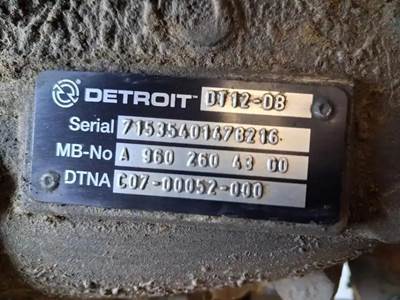 DETROIT DT12-DB
Serial 71535401478216
MB-No A 960 260 43 00
DTNA C07-00052-000